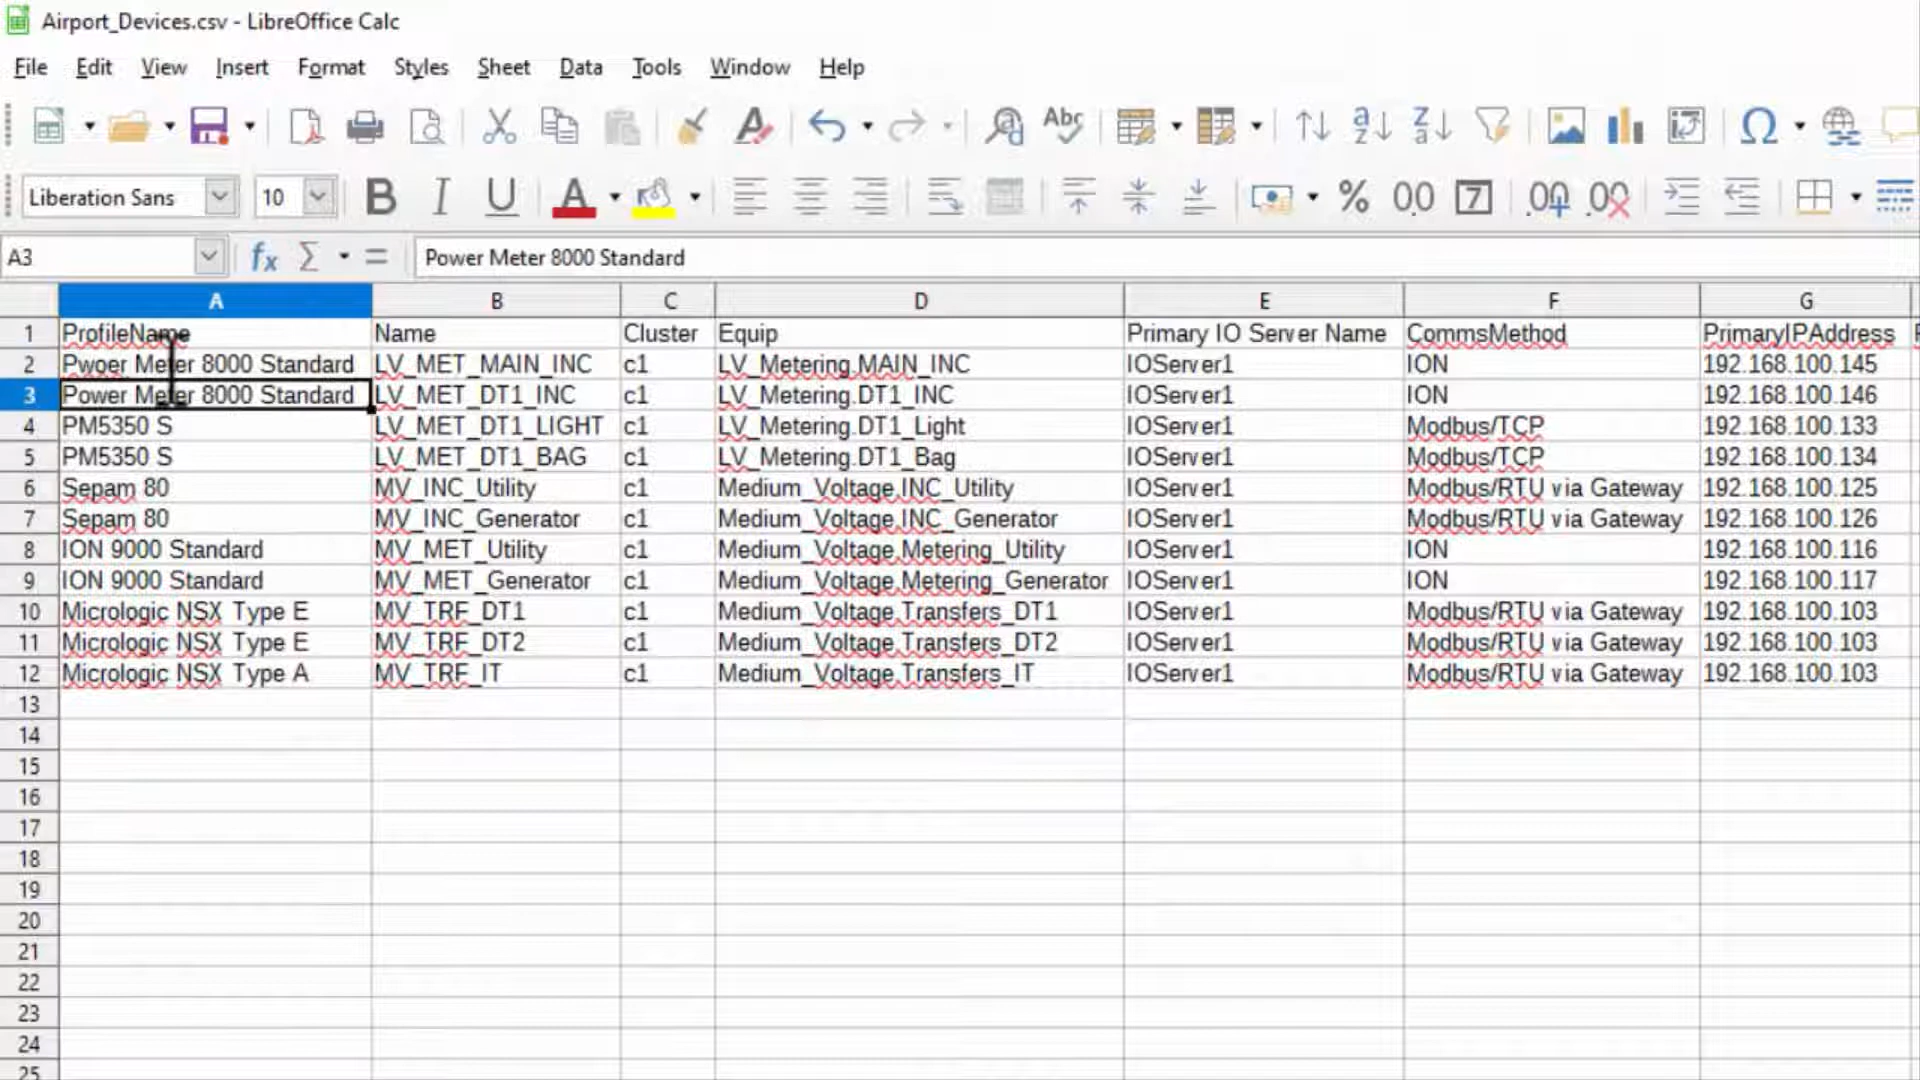 Airport_Devices.csv - LibreOffice Calc
File Edit View Insert Format Styles Sheet Data Tools Window Help
Liberation Sans 10
A3 Power Meter 8000 Standard
A B C D E F G
1 ProfileName Name Cluster Equip Primary IO Server Name CommsMethod PrimaryIPAddress
2 Pwoer Meter 8000 Standard LV_MET_MAIN_INC c1 LV_Metering.MAIN_INC IOServer1 ION 192.168.100.145
3 Power Meter 8000 Standard LV_MET_DT1_INC c1 LV_Metering.DT1_INC IOServer1 ION 192.168.100.146
4 PM5350 S LV_MET_DT1_LIGHT c1 LV_Metering.DT1_Light IOServer1 Modbus/TCP 192.168.100.133
5 PM5350 S LV_MET_DT1_BAG c1 LV_Metering.DT1_Bag IOServer1 Modbus/TCP 192.168.100.134
6 Sepam 80 MV_INC_Utility c1 Medium_Voltage.INC_Utility IOServer1 Modbus/RTU via Gateway 192.168.100.125
7 Sepam 80 MV_INC_Generator c1 Medium_Voltage.INC_Generator IOServer1 Modbus/RTU via Gateway 192.168.100.126
8 ION 9000 Standard MV_MET_Utility c1 Medium_Voltage.Metering_Utility IOServer1 ION 192.168.100.116
9 ION 9000 Standard MV_MET_Generator c1 Medium_Voltage.Metering_Generator IOServer1 ION 192.168.100.117
10 Micrologic NSX Type E MV_TRF_DT1 c1 Medium_Voltage.Transfers_DT1 IOServer1 Modbus/RTU via Gateway 192.168.100.103
11 Micrologic NSX Type E MV_TRF_DT2 c1 Medium_Voltage.Transfers_DT2 IOServer1 Modbus/RTU via Gateway 192.168.100.103
12 Micrologic NSX Type A MV_TRF_IT c1 Medium_Voltage.Transfers_IT IOServer1 Modbus/RTU via Gateway 192.168.100.103
13
14
15
16
17
18
19
20
21
22
23
24
25